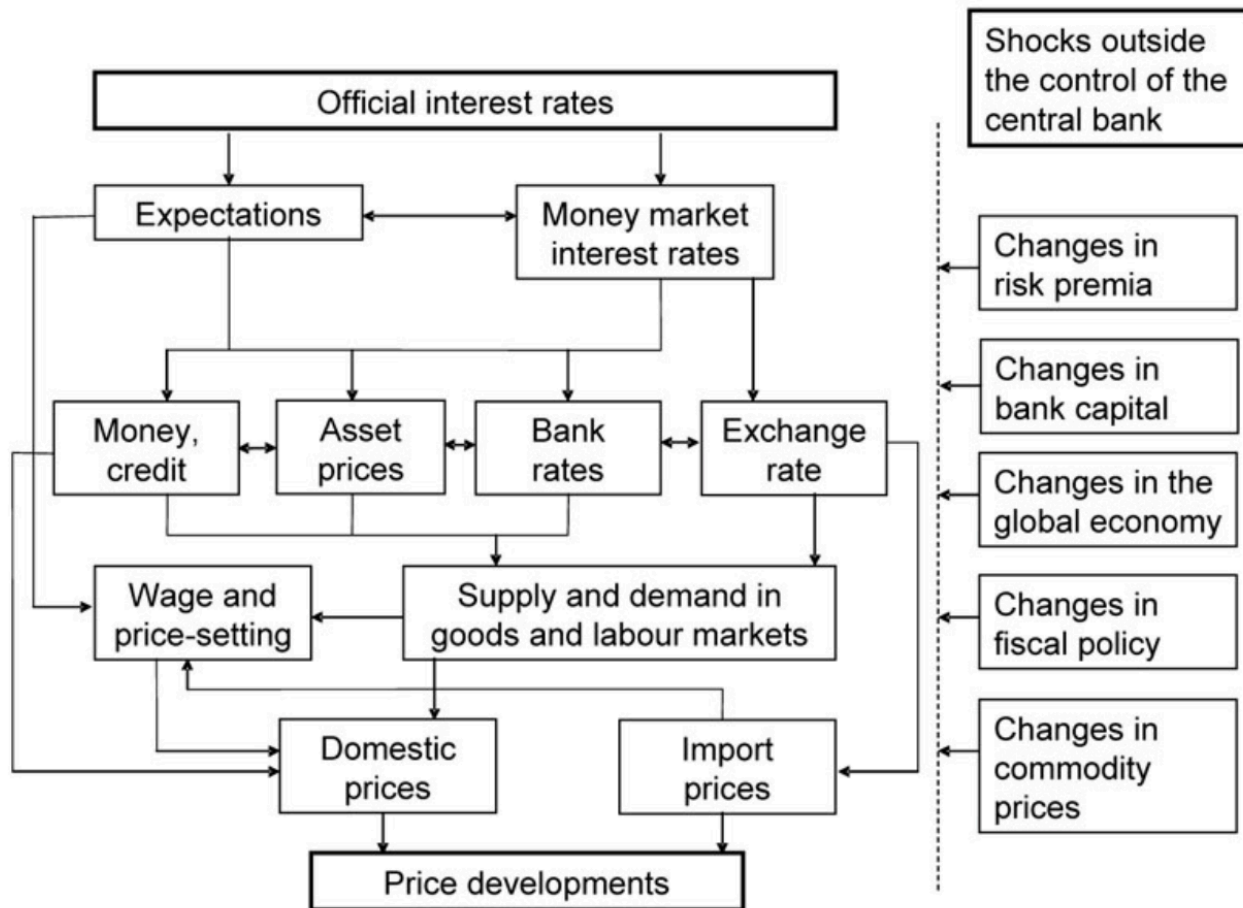 Official interest rates
Expectations
Money market
interest rates
Money,
credit
Asset
prices
Bank
rates
Exchange
rate
Wage and
price-setting
Supply and demand in
goods and labour markets
Domestic
prices
Import
prices
Price developments
Shocks outside
the control of the
central bank
Changes in
risk premia
Changes in
bank capital
Changes in the
global economy
Changes in
fiscal policy
Changes in
commodity
prices